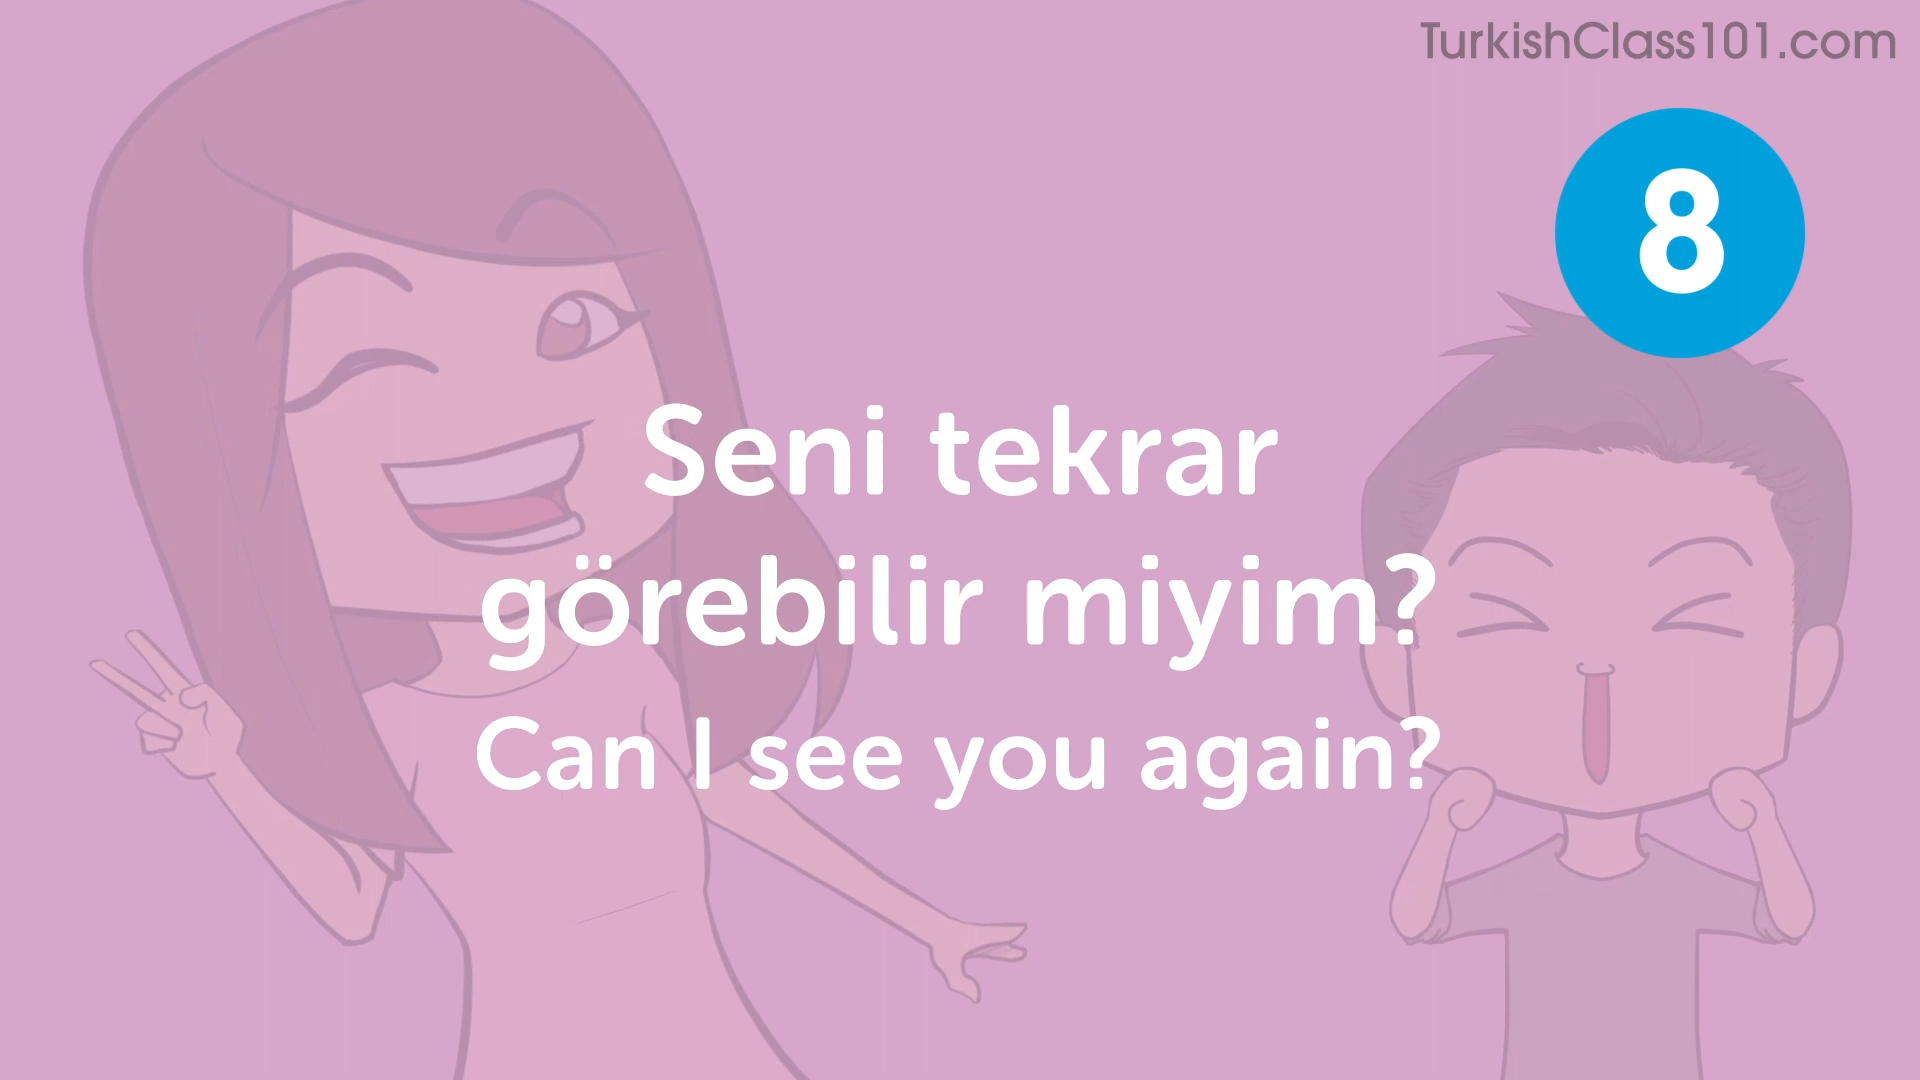 TurkishClass101.com
8
Seni tekrar
görebilir miyim?
Can I see you again?